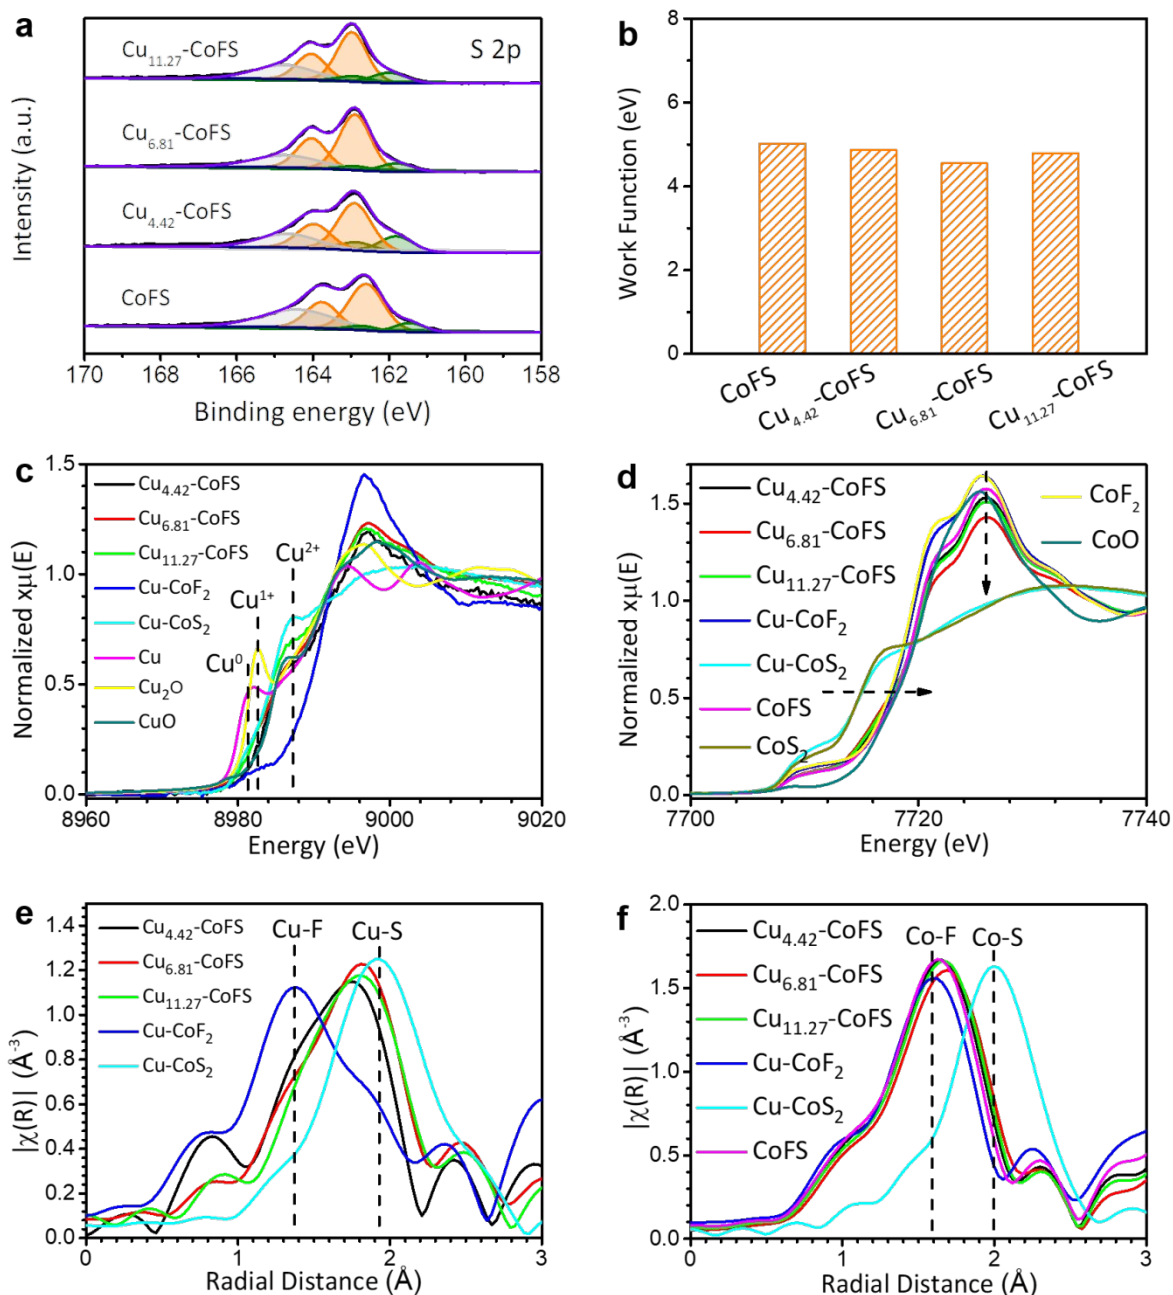 a
S 2p
Cu11.27-CoFS
Cu6.81-CoFS
Cu4.42-CoFS
CoFS
Intensity (a.u.)
170 168 166 164 162 160 158
Binding energy (eV)
b
Work Function (eV)
8
6
4
2
0
CoFS
Cu4.42-CoFS
Cu6.81-CoFS
Cu11.27-CoFS
c
Normalized xμ(E)
1.5
1.0
0.5
0.0
Cu4.42-CoFS
Cu6.81-CoFS
Cu11.27-CoFS
Cu-CoF2
Cu-CoS2
Cu
Cu2O
CuO
Cu0
Cu1+
Cu2+
8960 8980 9000 9020
Energy (eV)
d
Normalized xμ(E)
1.5
1.0
0.5
0.0
Cu4.42-CoFS
Cu6.81-CoFS
Cu11.27-CoFS
Cu-CoF2
Cu-CoS2
CoFS
CoS2
CoF2
CoO
7700 7720 7740
Energy (eV)
e
|χ(R)| (Å-3)
1.4
1.2
1.0
0.8
0.6
0.4
0.2
0.0
Cu4.42-CoFS
Cu6.81-CoFS
Cu11.27-CoFS
Cu-CoF2
Cu-CoS2
Cu-F
Cu-S
0 1 2 3
Radial Distance (Å)
f
|χ(R)| (Å-3)
2.0
1.5
1.0
0.5
0.0
Cu4.42-CoFS
Cu6.81-CoFS
Cu11.27-CoFS
Cu-CoF2
Cu-CoS2
CoFS
Co-F
Co-S
0 1 2 3
Radial Distance (Å)